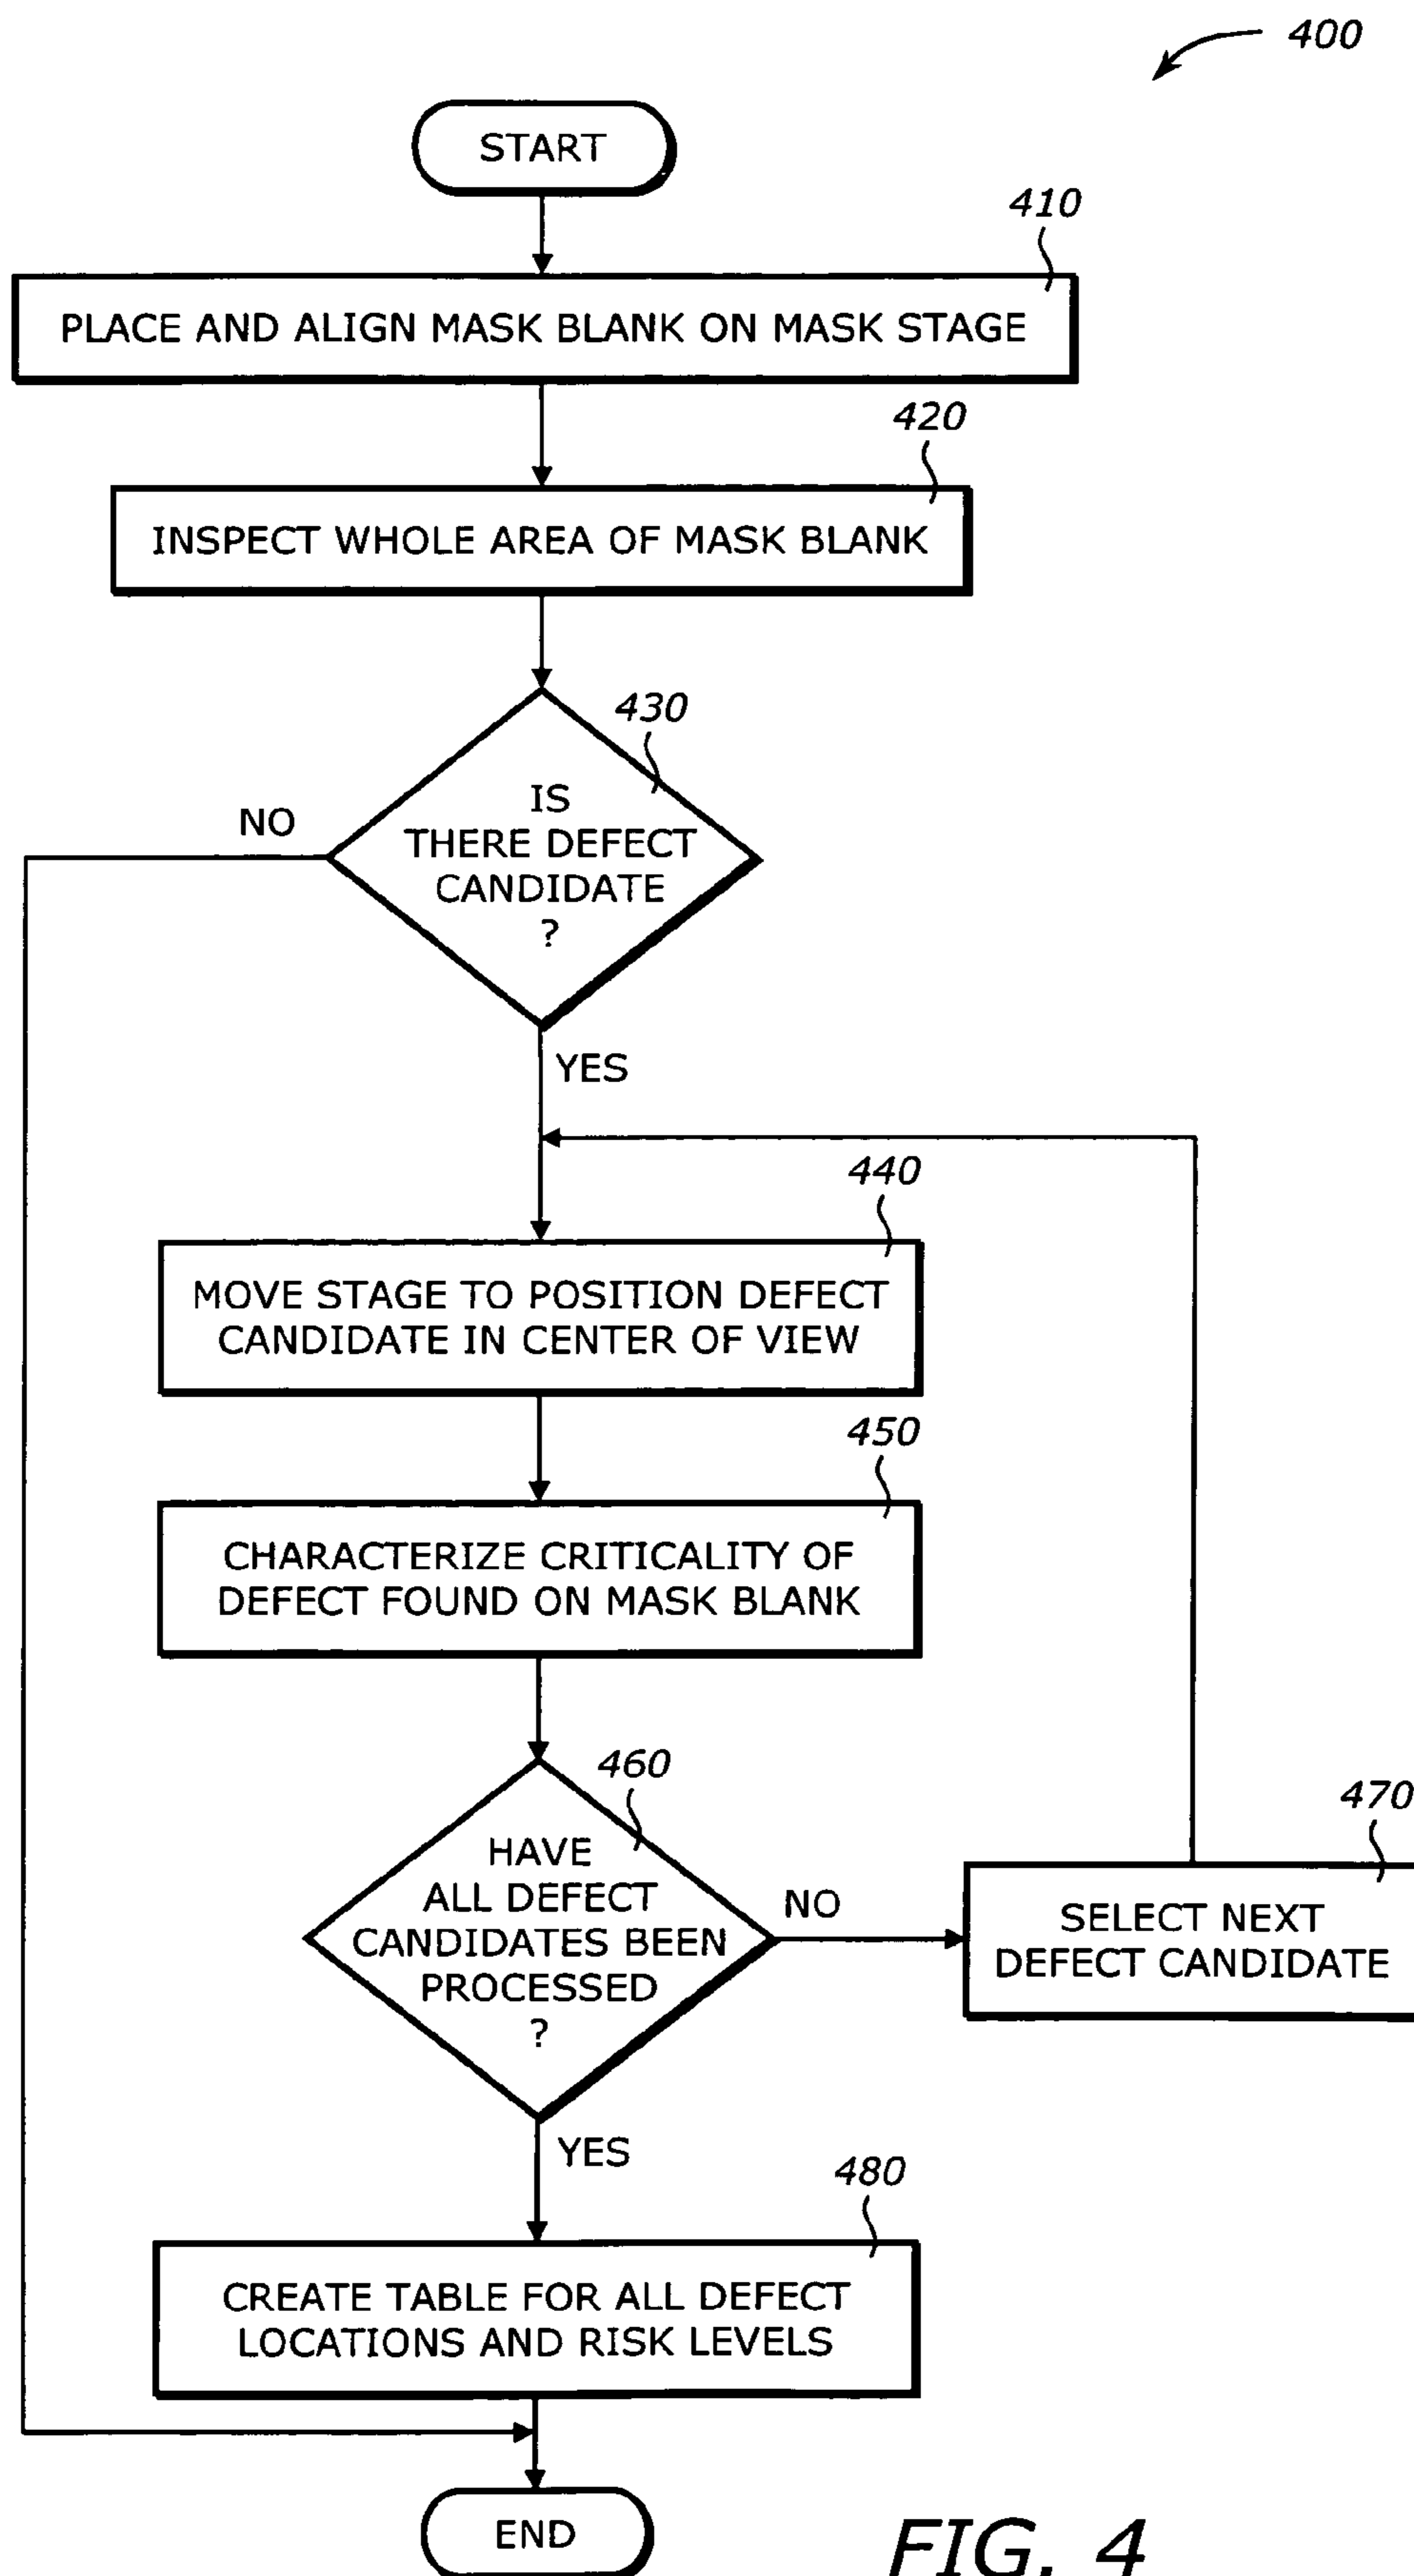 400
START
410
PLACE AND ALIGN MASK BLANK ON MASK STAGE
420
INSPECT WHOLE AREA OF MASK BLANK
430
IS
THERE DEFECT
CANDIDATE
?
NO
YES
440
MOVE STAGE TO POSITION DEFECT
CANDIDATE IN CENTER OF VIEW
450
CHARACTERIZE CRITICALITY OF
DEFECT FOUND ON MASK BLANK
460
HAVE
ALL DEFECT
CANDIDATES BEEN
PROCESSED
?
NO
470
SELECT NEXT
DEFECT CANDIDATE
YES
480
CREATE TABLE FOR ALL DEFECT
LOCATIONS AND RISK LEVELS
END
FIG. 4